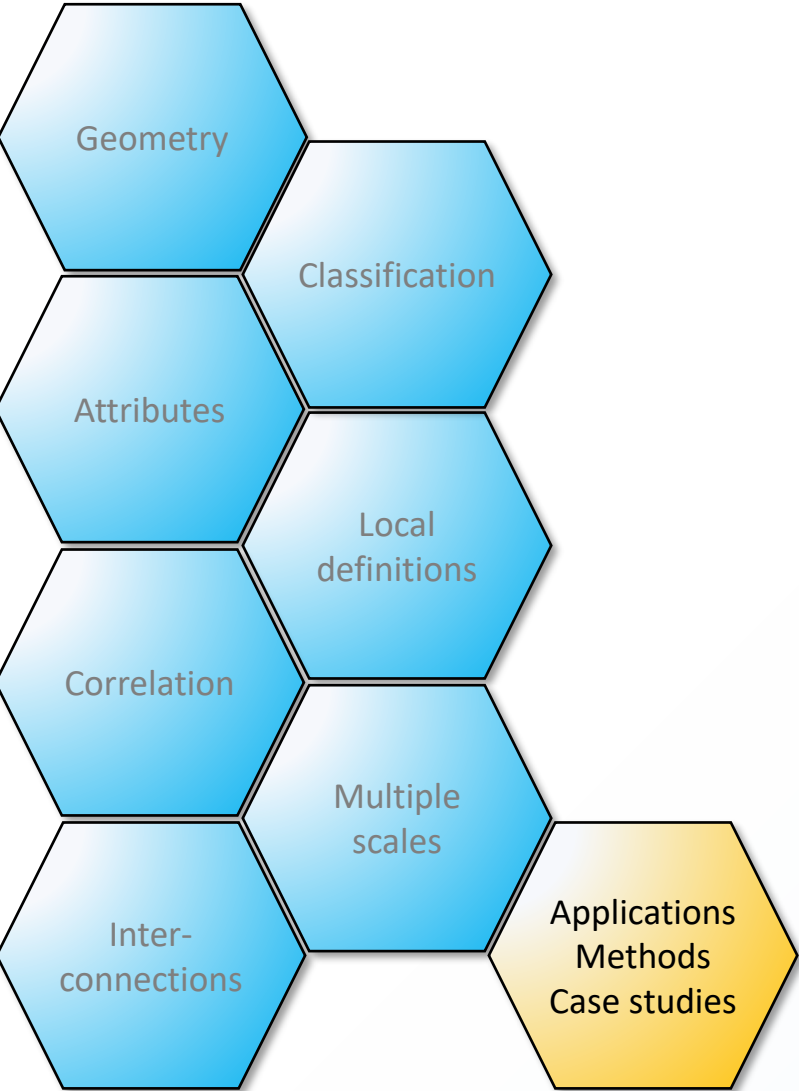 Geometry
Classification
Attributes
Local
definitions
Correlation
Multiple
scales
Inter-
connections
Applications
Methods
Case studies